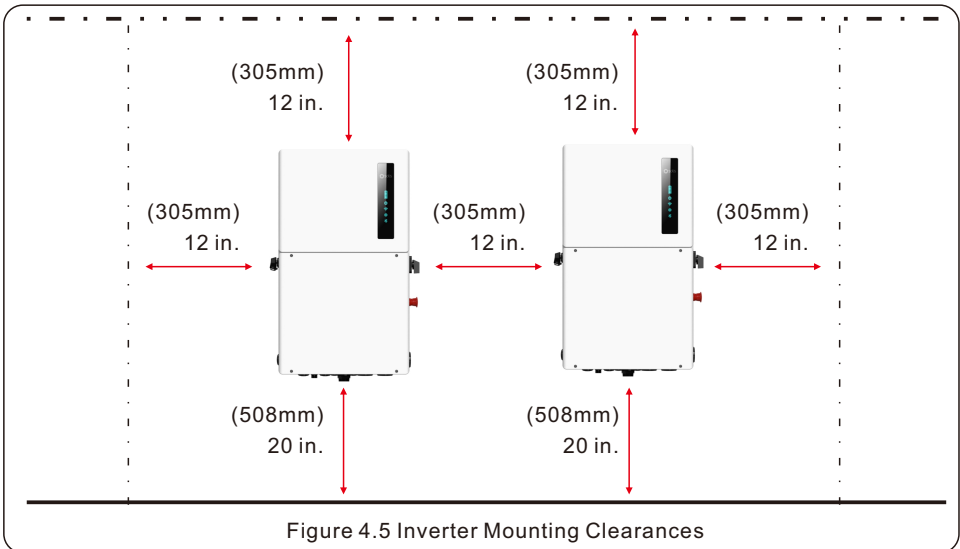 (305mm)
12 in.
(305mm)
12 in.
(305mm)
12 in.
(305mm)
12 in.
(305mm)
12 in.
(508mm)
20 in.
(508mm)
20 in.
Figure 4.5 Inverter Mounting Clearances